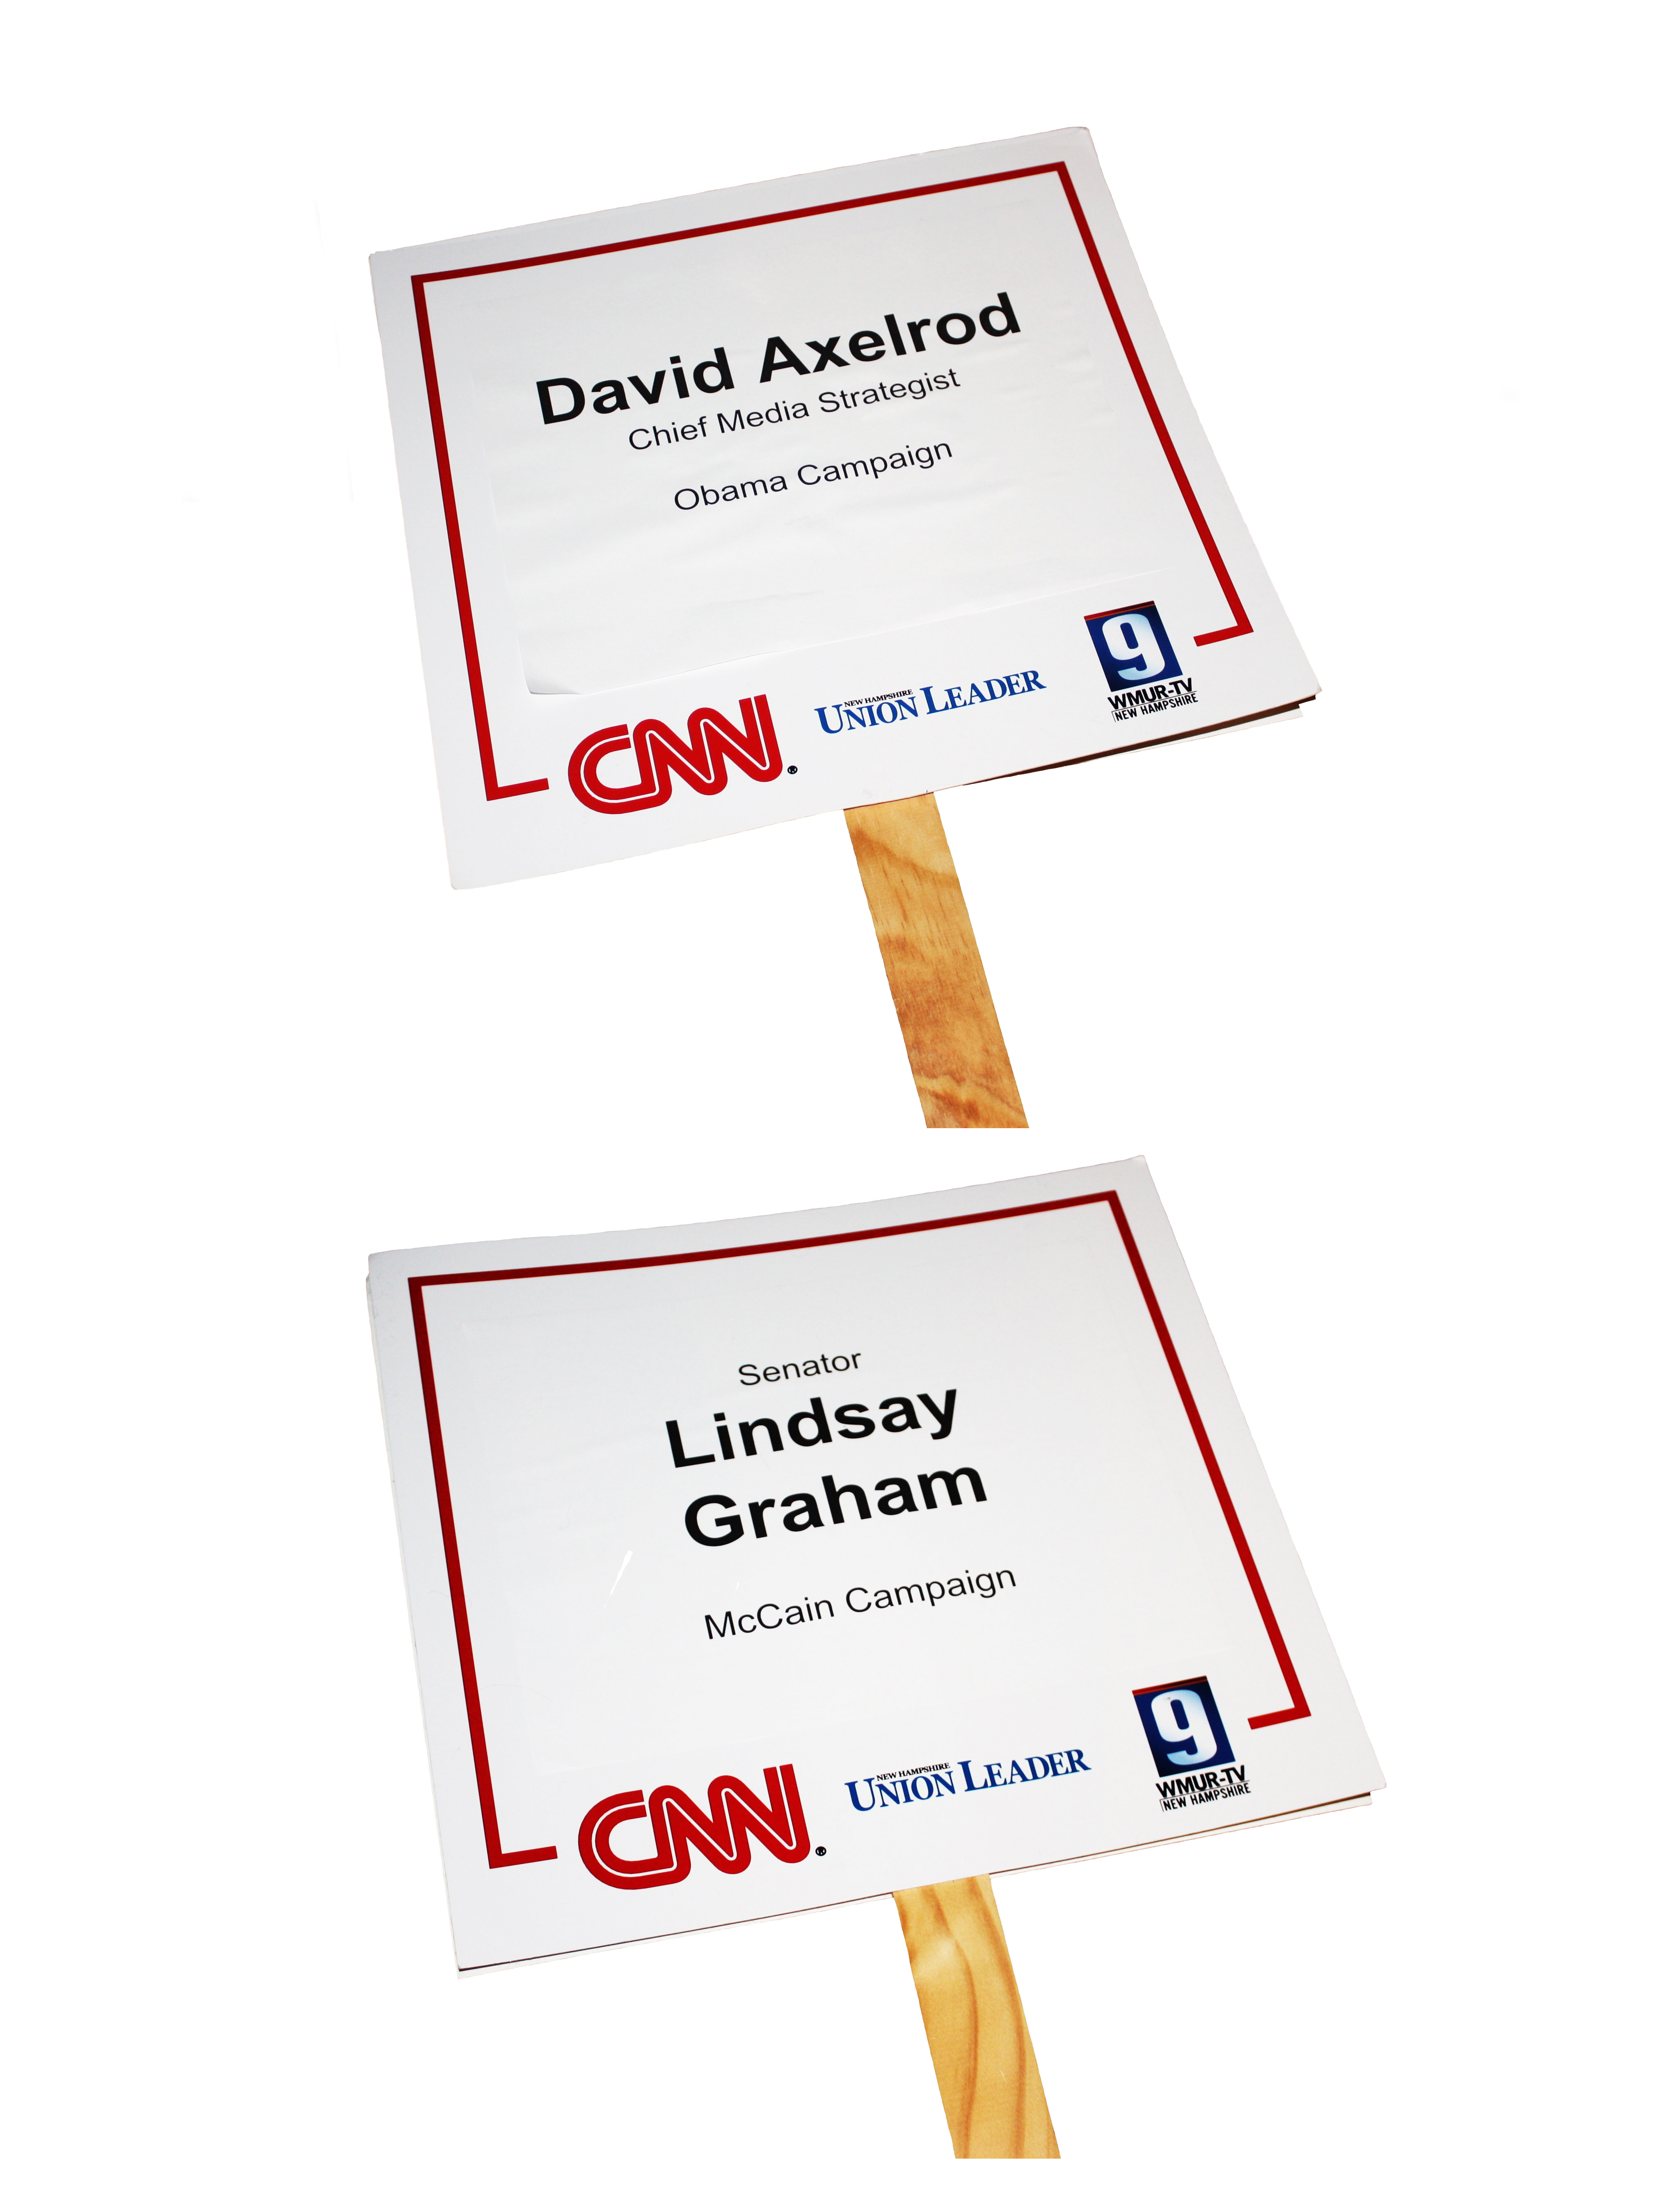 David Axelrod
Chief Media Strategist
Obama Campaign
CNN®
NEW HAMPSHIRE
UNION LEADER
9
WMUR-TV
NEW HAMPSHIRE
Senator
Lindsay
Graham
McCain Campaign
CNN®
NEW HAMPSHIRE
UNION LEADER
9
WMUR-TV
NEW HAMPSHIRE